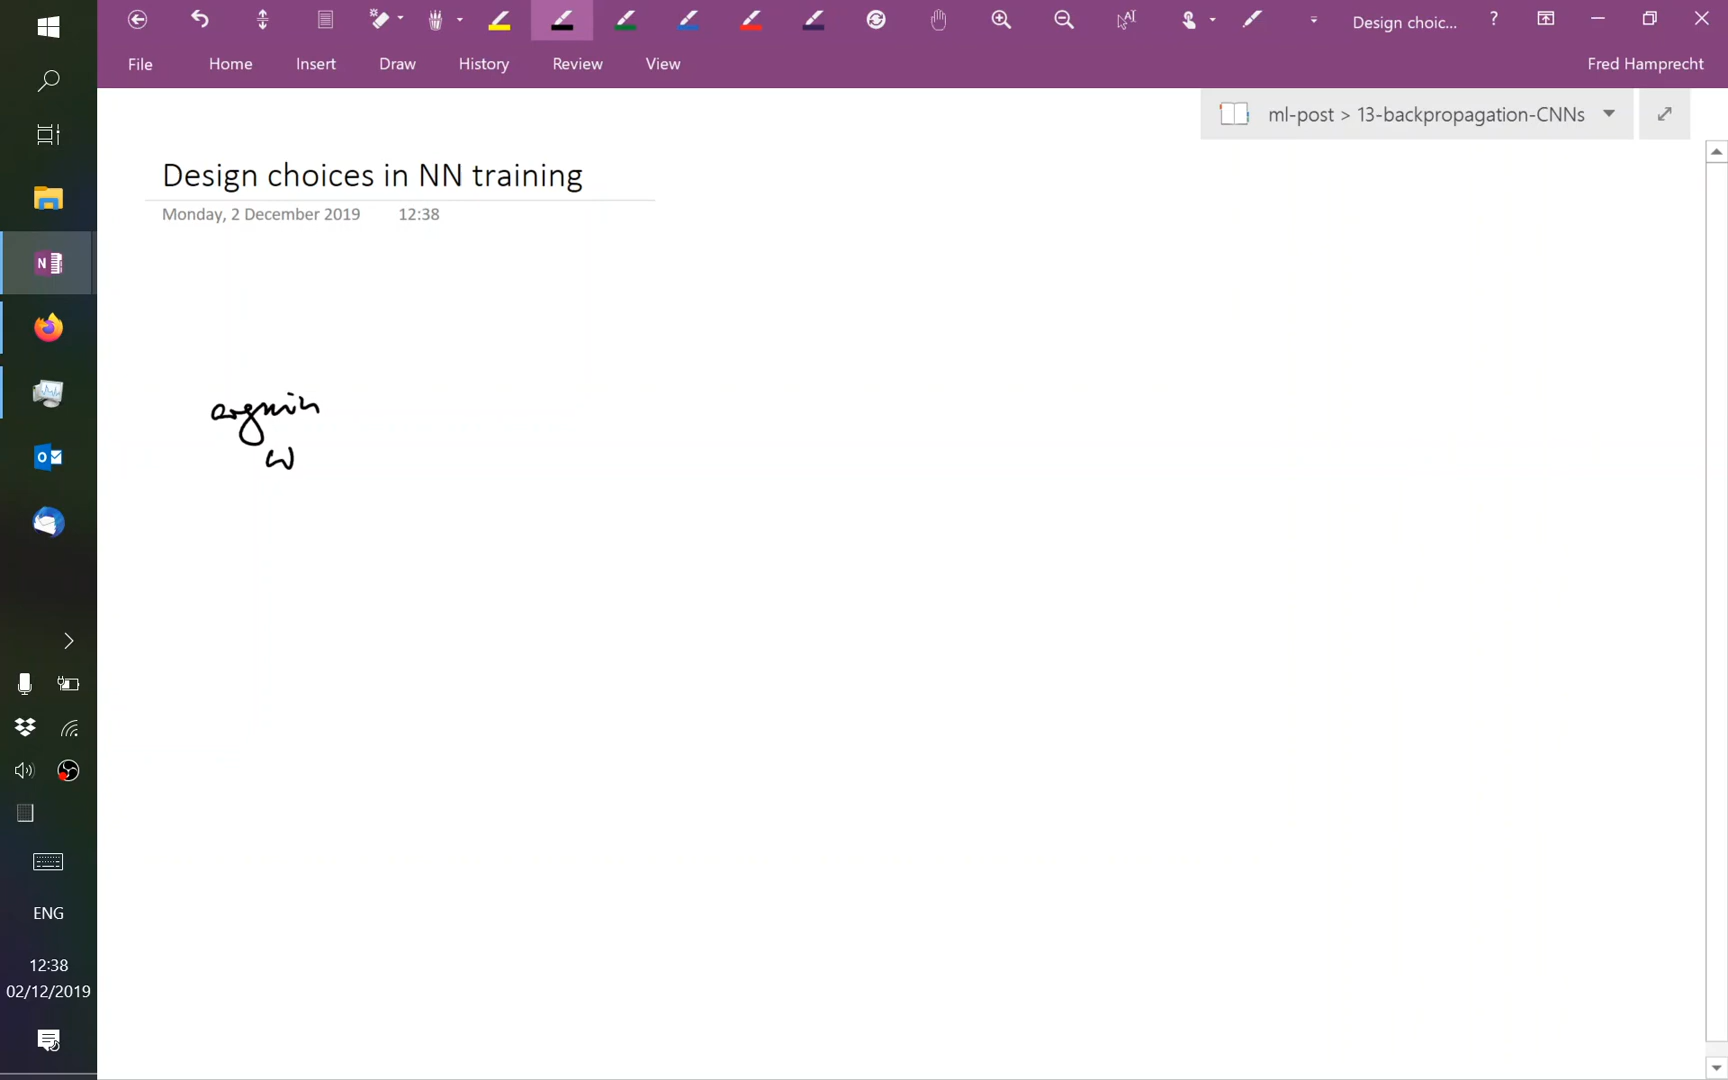 Design choic...
?
File Home Insert Draw History Review View Fred Hamprecht
ml-post > 13-backpropagation-CNNs
Design choices in NN training
Monday, 2 December 2019 12:38
argmin
ω
ENG
12:38
02/12/2019